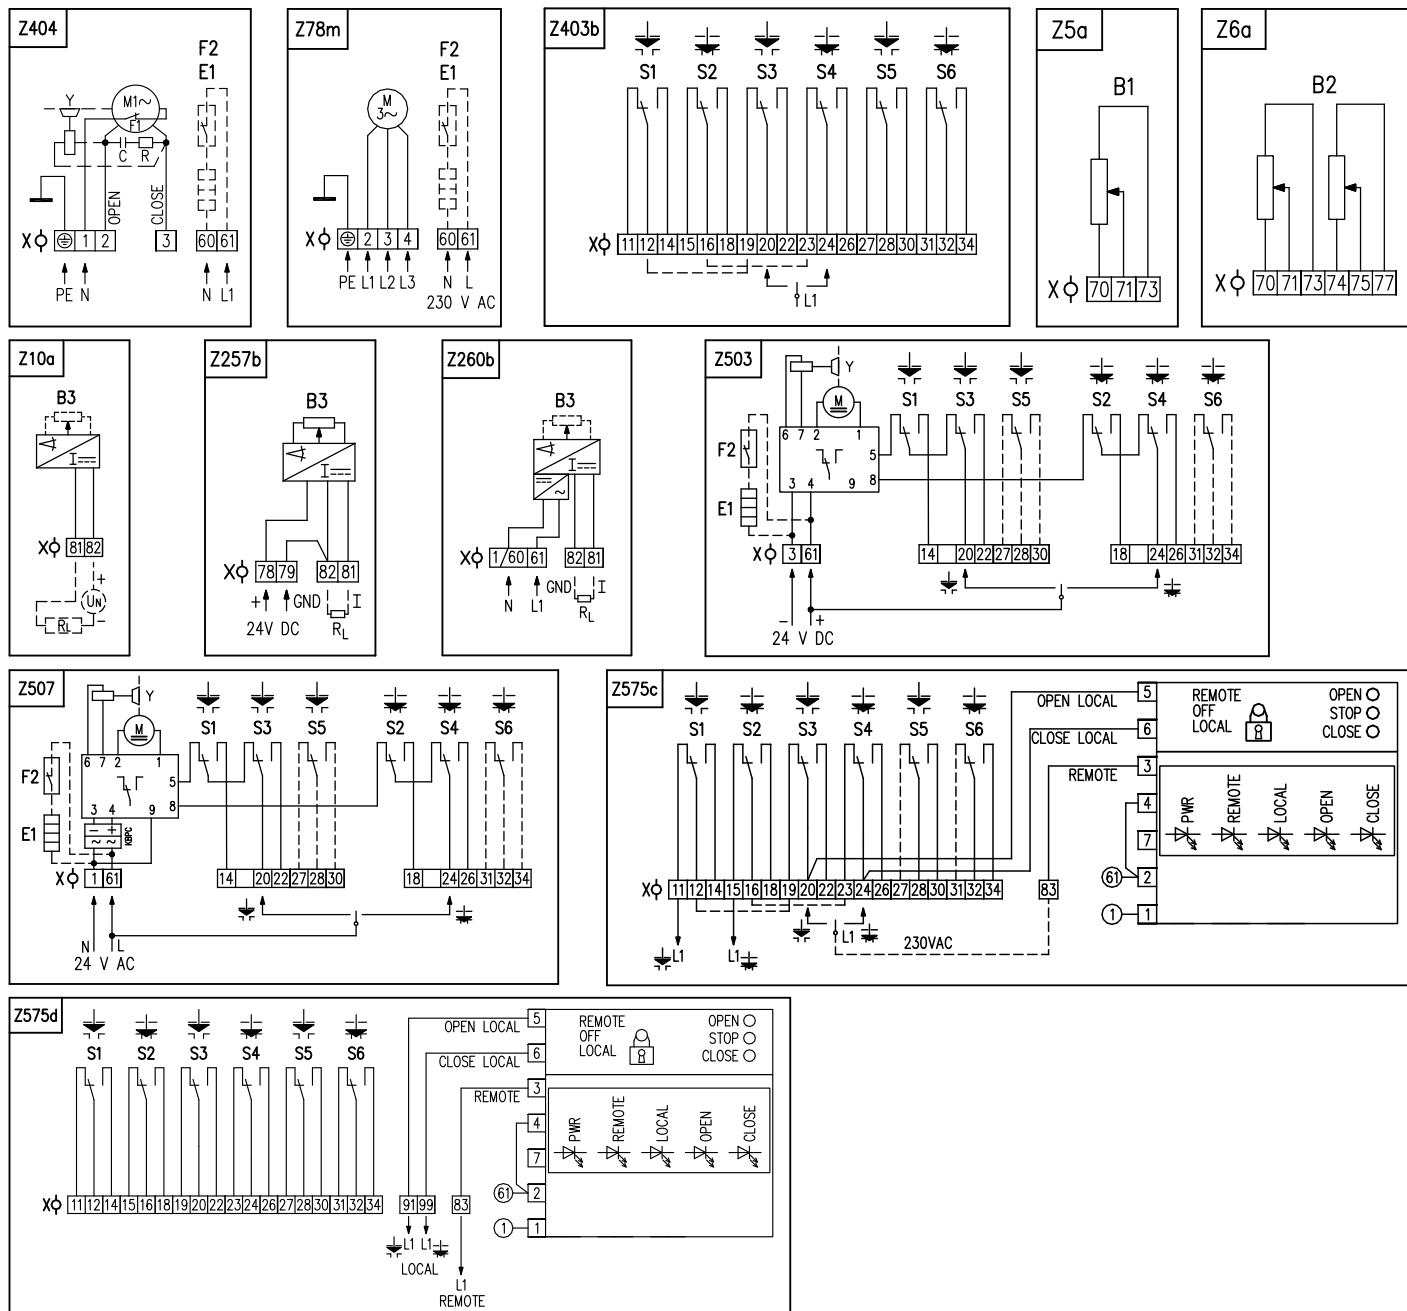 Z404
F2
E1
Y
M1~
F1
C R
OPEN
CLOSE
X 1 2 3 60 61
PE N N L1
Z78m
F2
E1
M
3~
X 2 3 4 60 61
PE L1 L2 L3 N L
230 V AC
Z403b
S1 S2 S3 S4 S5 S6
X 11 12 14 15 16 18 19 20 22 23 24 26 27 28 30 31 32 34
L1
Z5a
B1
X 70 71 73
Z6a
B2
X 70 71 73 74 75 77
Z10a
B3
I
X 81 82
+
UN
RL
−
Z257b
B3
I
X 78 79 82 81
+ GND I
24V DC RL
Z260b
B3
I
~
X 1/60 61 82 81
GND I
N L1 RL
Z503
Y
M
S1 S3 S5 S2 S4 S6
6 7 2 1
F2
5
8
3 4 9
E1
X 3 61 14 20 22 27 28 30 18 24 26 31 32 34
− +
24 V DC
Z507
Y
M
S1 S3 S5 S2 S4 S6
6 7 2 1
F2
5
8
3 4 9
E1
− +
~ ~
KBPC
X 1 61 14 20 22 27 28 30 18 24 26 31 32 34
N L
24 V AC
Z575c
S1 S2 S3 S4 S5 S6
OPEN LOCAL 5
CLOSE LOCAL 6
REMOTE 3
4
7
61 2
1 1
REMOTE
OFF
LOCAL
OPEN
STOP
CLOSE
PWR
REMOTE
LOCAL
OPEN
CLOSE
X 11 12 14 15 16 18 19 20 22 23 24 26 27 28 30 31 32 34 83
L1 L1 L1
230VAC
Z575d
S1 S2 S3 S4 S5 S6
OPEN LOCAL 5
CLOSE LOCAL 6
REMOTE 3
4
7
61 2
1 1
REMOTE
OFF
LOCAL
OPEN
STOP
CLOSE
PWR
REMOTE
LOCAL
OPEN
CLOSE
X 11 12 14 15 16 18 19 20 22 23 24 26 27 28 30 31 32 34 91 99 83
L1 L1
LOCAL
L1
REMOTE